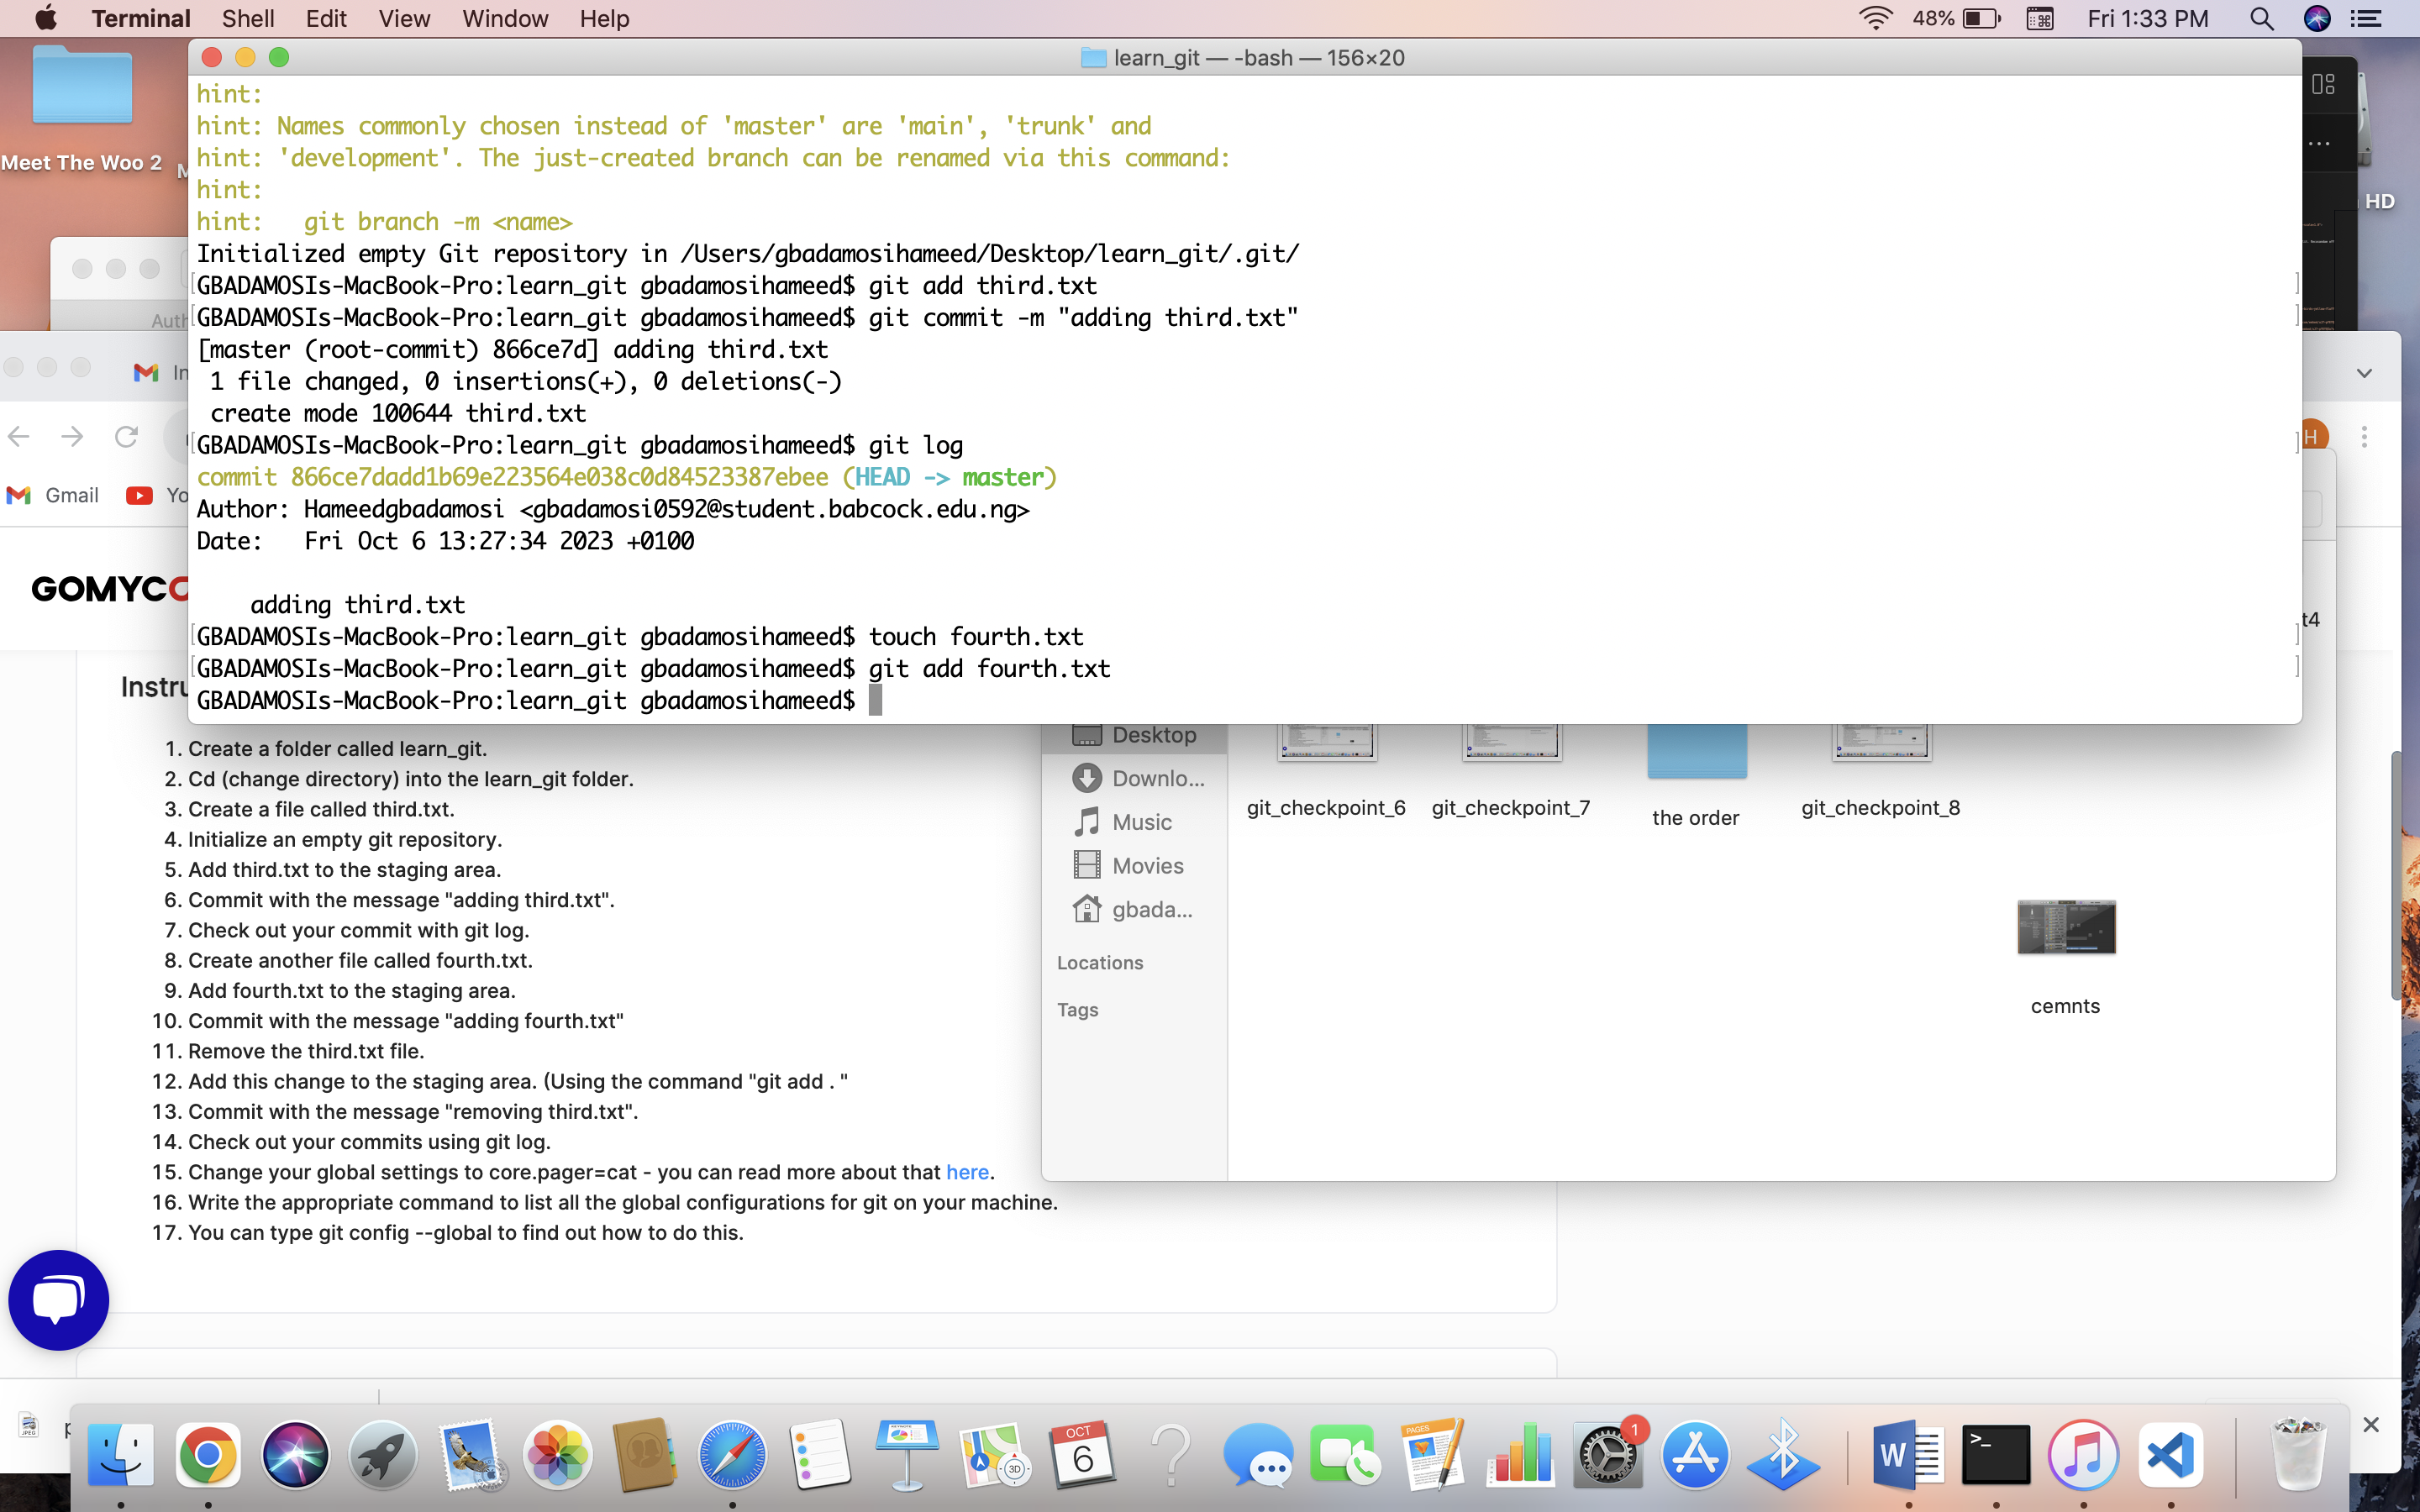 Terminal Shell Edit View Window Help 48% Fri 1:33 PM
learn_git — -bash — 156×20
hint:
hint: Names commonly chosen instead of 'master' are 'main', 'trunk' and
hint: 'development'. The just-created branch can be renamed via this command:
hint:
hint:   git branch -m <name>
Initialized empty Git repository in /Users/gbadamosihameed/Desktop/learn_git/.git/
GBADAMOSIs-MacBook-Pro:learn_git gbadamosihameed$ git add third.txt
GBADAMOSIs-MacBook-Pro:learn_git gbadamosihameed$ git commit -m "adding third.txt"
[master (root-commit) 866ce7d] adding third.txt
 1 file changed, 0 insertions(+), 0 deletions(-)
 create mode 100644 third.txt
GBADAMOSIs-MacBook-Pro:learn_git gbadamosihameed$ git log
commit 866ce7dadd1b69e223564e038c0d84523387ebee (HEAD -> master)
Author: Hameedgbadamosi <gbadamosi0592@student.babcock.edu.ng>
Date:   Fri Oct 6 13:27:34 2023 +0100
    adding third.txt
GBADAMOSIs-MacBook-Pro:learn_git gbadamosihameed$ touch fourth.txt
GBADAMOSIs-MacBook-Pro:learn_git gbadamosihameed$ git add fourth.txt
GBADAMOSIs-MacBook-Pro:learn_git gbadamosihameed$
Meet The Woo 2
HD
Auth
In
H
Gmail
Yo
GOMYCO
t4
Instru
1. Create a folder called learn_git.
2. Cd (change directory) into the learn_git folder.
3. Create a file called third.txt.
4. Initialize an empty git repository.
5. Add third.txt to the staging area.
6. Commit with the message "adding third.txt".
7. Check out your commit with git log.
8. Create another file called fourth.txt.
9. Add fourth.txt to the staging area.
10. Commit with the message "adding fourth.txt"
11. Remove the third.txt file.
12. Add this change to the staging area. (Using the command "git add . "
13. Commit with the message "removing third.txt".
14. Check out your commits using git log.
15. Change your global settings to core.pager=cat - you can read more about that here.
16. Write the appropriate command to list all the global configurations for git on your machine.
17. You can type git config --global to find out how to do this.
Desktop
Downlo...
Music
Movies
gbada...
Locations
Tags
git_checkpoint_6
git_checkpoint_7
the order
git_checkpoint_8
cemnts
JPEG
OCT
6
3D
PAGES
1
W
>_